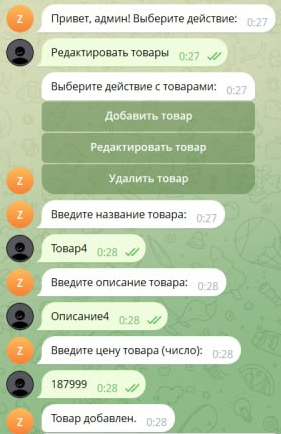 Привет, админ! Выберите действие: 0:27
Редактировать товары 0:27
Выберите действие с товарами: 0:27
Добавить товар
Редактировать товар
Z Удалить товар
Z Введите название товара: 0:27
Товар4 0:28
Z Введите описание товара: 0:28
Описание4 0:28
Z Введите цену товара (число): 0:28
187999 0:28
Z Товар добавлен. 0:28